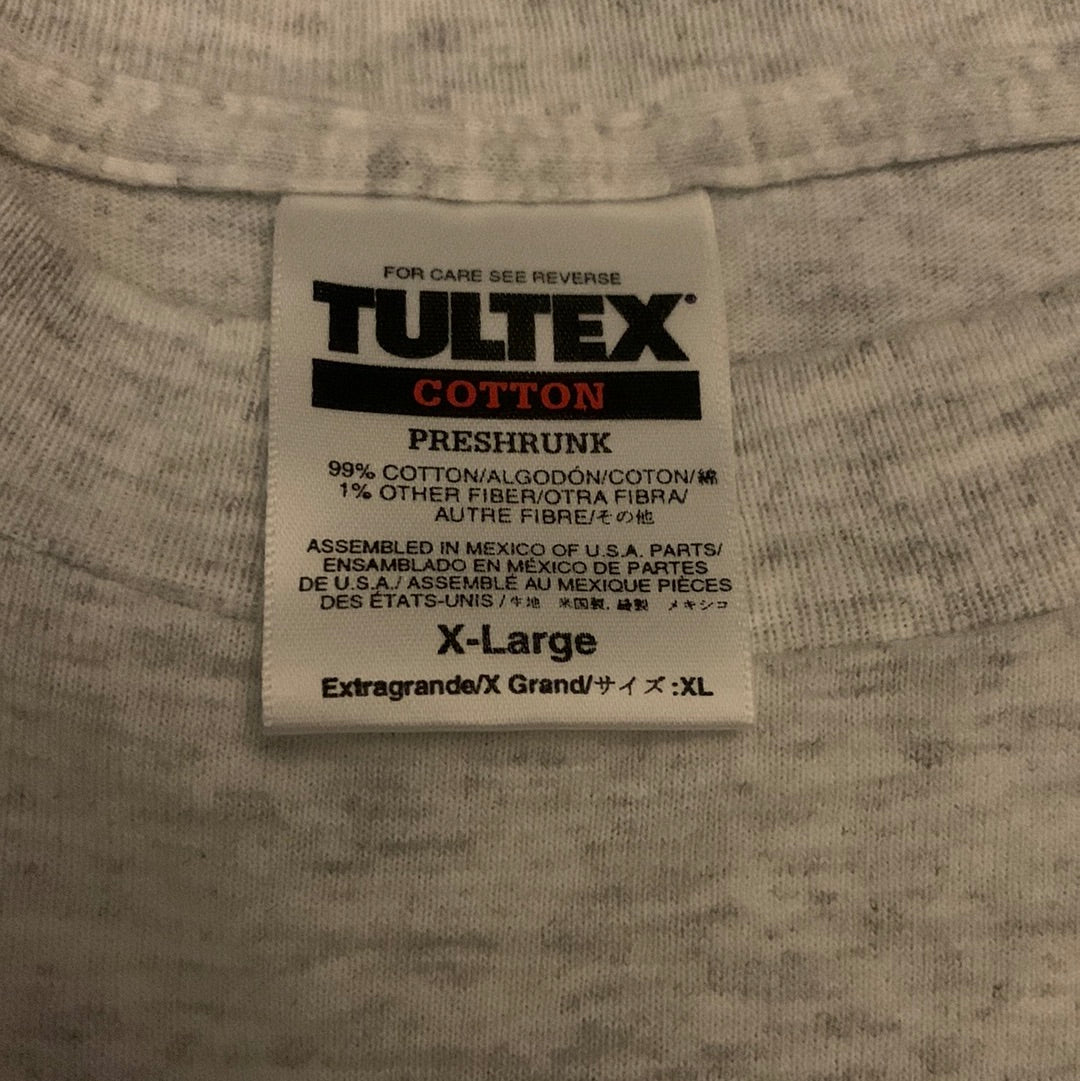 FOR CARE SEE REVERSE
TULTEX®
COTTON
PRESHRUNK
99% COTTON/ALGODÓN/COTON/綿
1% OTHER FIBER/OTRA FIBRA/
AUTRE FIBRE/その他
ASSEMBLED IN MEXICO OF U.S.A. PARTS/
ENSAMBLADO EN MÉXICO DE PARTES
DE U.S.A./ ASSEMBLÉ AU MEXIQUE PIÈCES
DES ÉTATS-UNIS / 生地 米国製, 縫製 メキシコ
X-Large
Extragrande/X Grand/サイズ:XL